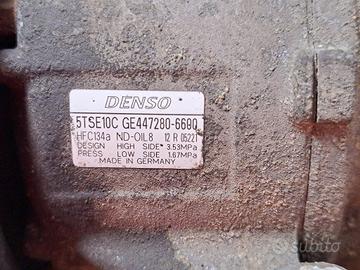 DENSO
5TSE10C GE447280-6680
HFC134a ND-OIL8 12 R 0522
DESIGN HIGH SIDE 3.53MPa
PRESS LOW SIDE 1.67MPa
MADE IN GERMANY
subito